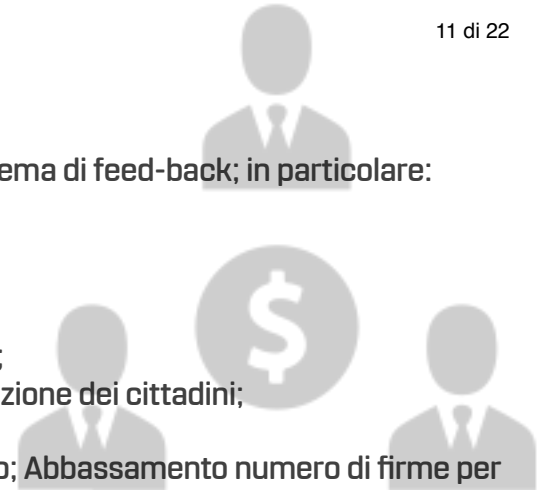 11 di 22
ema di feed-back; in particolare:
;
zione dei cittadini;
o; Abbassamento numero di firme per